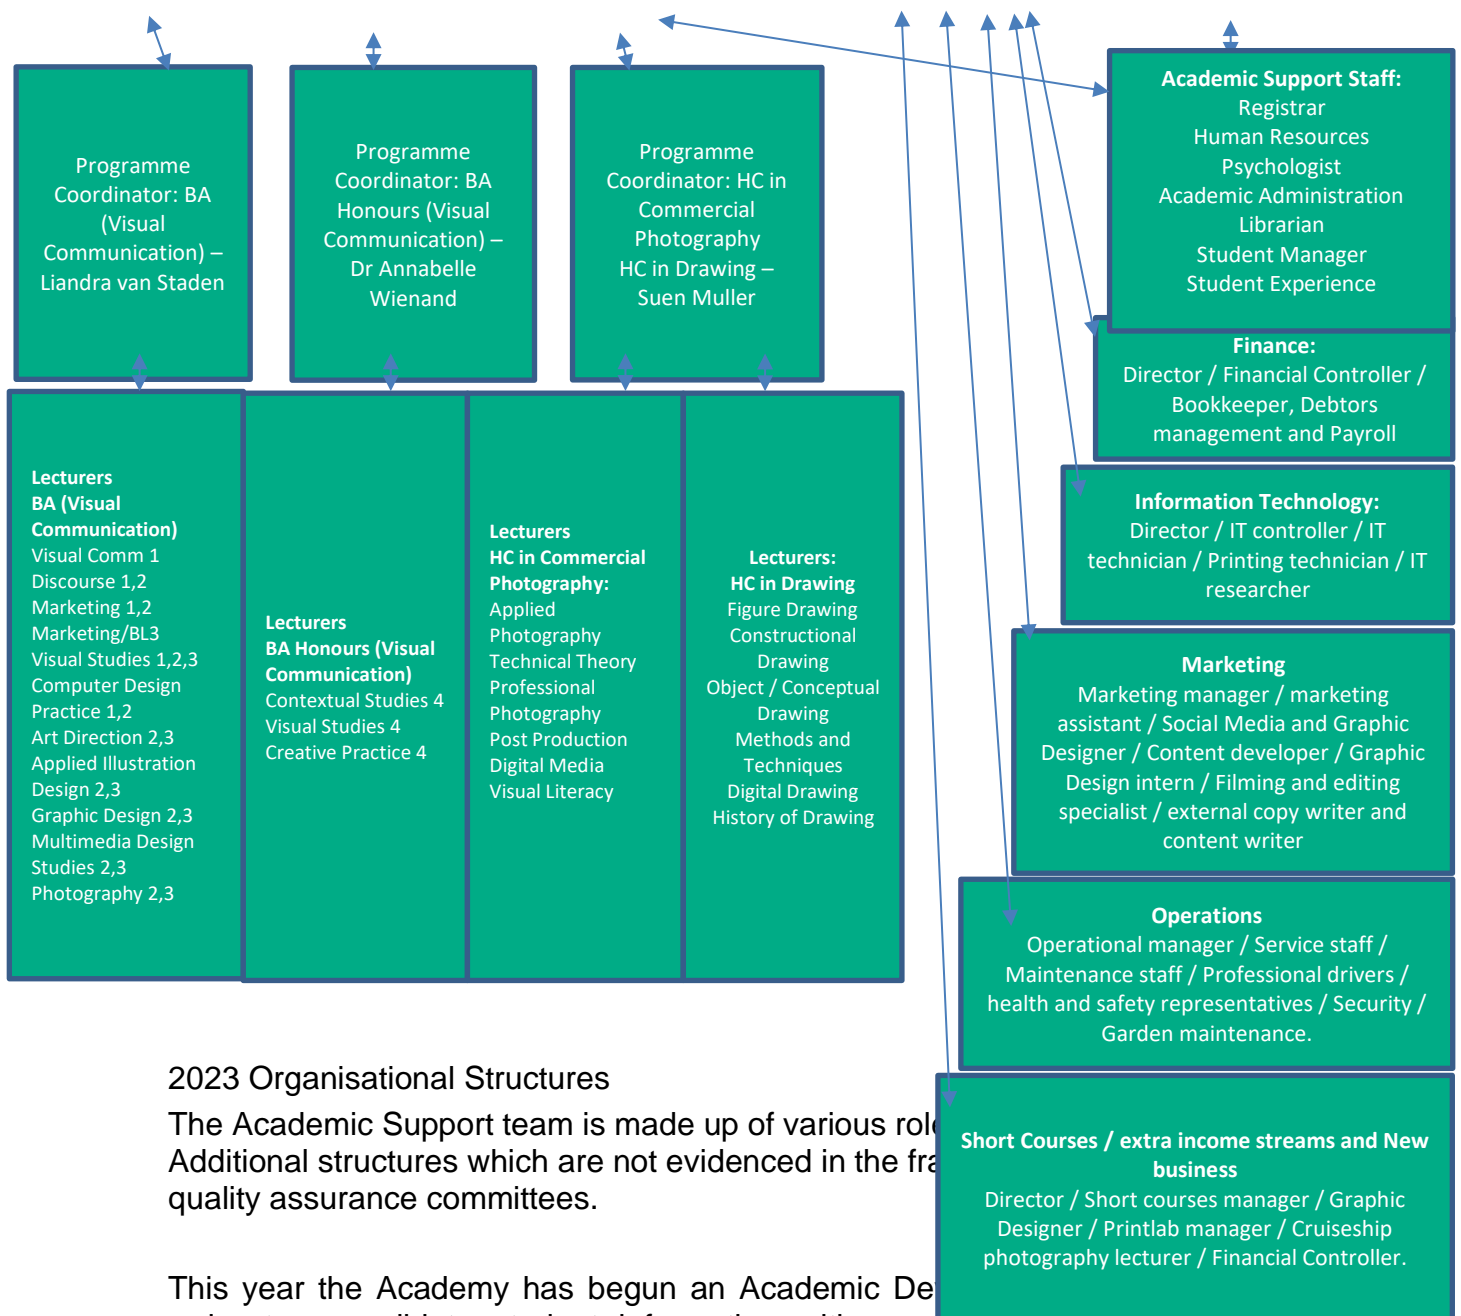 Programme
Coordinator: BA
(Visual
Communication) –
Liandra van Staden
Programme
Coordinator: BA
Honours (Visual
Communication) –
Dr Annabelle
Wienand
Programme
Coordinator: HC in
Commercial
Photography
HC in Drawing –
Suen Muller
Academic Support Staff:
Registrar
Human Resources
Psychologist
Academic Administration
Librarian
Student Manager
Student Experience
Finance:
Director / Financial Controller /
Bookkeeper, Debtors
management and Payroll
Information Technology:
Director / IT controller / IT
technician / Printing technician / IT
researcher
Marketing
Marketing manager / marketing
assistant / Social Media and Graphic
Designer / Content developer / Graphic
Design intern / Filming and editing
specialist / external copy writer and
content writer
Operations
Operational manager / Service staff /
Maintenance staff / Professional drivers /
health and safety representatives / Security /
Garden maintenance.
Short Courses / extra income streams and New
business
Director / Short courses manager / Graphic
Designer / Printlab manager / Cruiseship
photography lecturer / Financial Controller.
Lecturers
BA (Visual
Communication)
Visual Comm 1
Discourse 1,2
Marketing 1,2
Marketing/BL3
Visual Studies 1,2,3
Computer Design
Practice 1,2
Art Direction 2,3
Applied Illustration
Design 2,3
Graphic Design 2,3
Multimedia Design
Studies 2,3
Photography 2,3
Lecturers
BA Honours (Visual
Communication)
Contextual Studies 4
Visual Studies 4
Creative Practice 4
Lecturers
HC in Commercial
Photography:
Applied
Photography
Technical Theory
Professional
Photography
Post Production
Digital Media
Visual Literacy
Lecturers:
HC in Drawing
Figure Drawing
Constructional
Drawing
Object / Conceptual
Drawing
Methods and
Techniques
Digital Drawing
History of Drawing
2023 Organisational Structures
The Academic Support team is made up of various
Additional structures which are not evidenced in the
quality assurance committees.
This year the Academy has begun an Academic